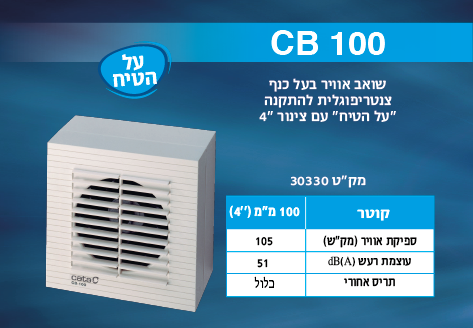 CB 100
על
הטיח
שואב אוויר בעל כנף
צנטריפוגלית להתקנה
"על הטיח" עם צינור "4
מק"ט 30330
קוטר 100 מ"מ (4'')
ספיקת אוויר (מק"ש) 105
עוצמת רעש dB(A) 51
תריס אחורי כלול
cata
CB 100